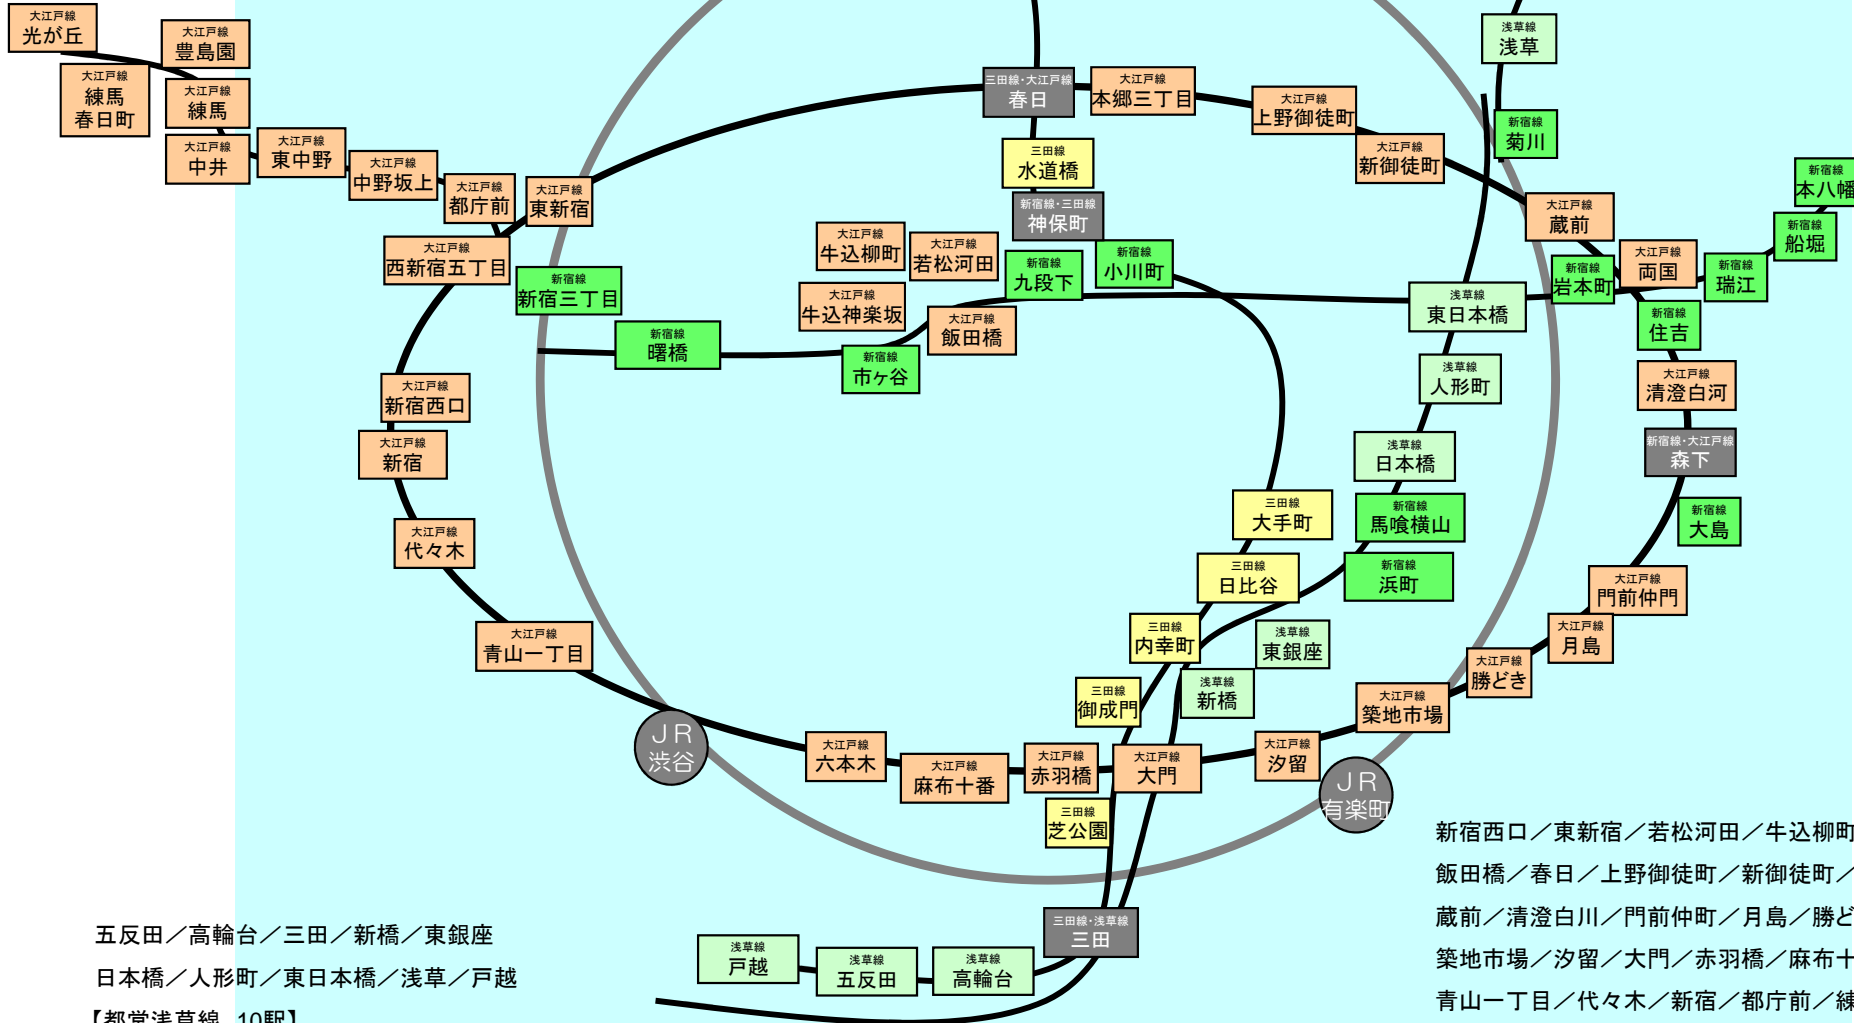 大江戸線
光が丘
大江戸線
豊島園
大江戸線
練馬
春日町
大江戸線
練馬
大江戸線
中井
大江戸線
東中野
大江戸線
中野坂上
大江戸線
都庁前
大江戸線
東新宿
大江戸線
西新宿五丁目
新宿線
新宿三丁目
三田線・大江戸線
春日
大江戸線
本郷三丁目
三田線
水道橋
新宿線・三田線
神保町
大江戸線
上野御徒町
大江戸線
新御徒町
浅草線
浅草
新宿線
菊川
大江戸線
蔵前
新宿線
本八幡
新宿線
船堀
大江戸線
牛込柳町
大江戸線
若松河田
新宿線
九段下
新宿線
小川町
大江戸線
牛込神楽坂
大江戸線
飯田橋
新宿線
曙橋
新宿線
市ヶ谷
浅草線
東日本橋
新宿線
岩本町
大江戸線
両国
新宿線
瑞江
新宿線
住吉
浅草線
人形町
大江戸線
清澄白河
大江戸線
新宿西口
大江戸線
新宿
浅草線
日本橋
新宿線・大江戸線
森下
三田線
大手町
新宿線
馬喰横山
新宿線
大島
大江戸線
代々木
三田線
日比谷
新宿線
浜町
大江戸線
門前仲門
大江戸線
青山一丁目
三田線
内幸町
浅草線
東銀座
大江戸線
月島
浅草線
新橋
大江戸線
勝どき
三田線
御成門
大江戸線
築地市場
JR
渋谷
大江戸線
六本木
大江戸線
麻布十番
大江戸線
赤羽橋
大江戸線
大門
大江戸線
汐留
JR
有楽町
三田線
芝公園
三田線・浅草線
三田
浅草線
戸越
浅草線
五反田
浅草線
高輪台
五反田／高輪台／三田／新橋／東銀座
日本橋／人形町／東日本橋／浅草／戸越
【都営浅草線 10駅】
新宿西口／東新宿／若松河田／牛込柳町
飯田橋／春日／上野御徒町／新御徒町／
蔵前／清澄白川／門前仲町／月島／勝ど
築地市場／汐留／大門／赤羽橋／麻布十
青山一丁目／代々木／新宿／都庁前／練